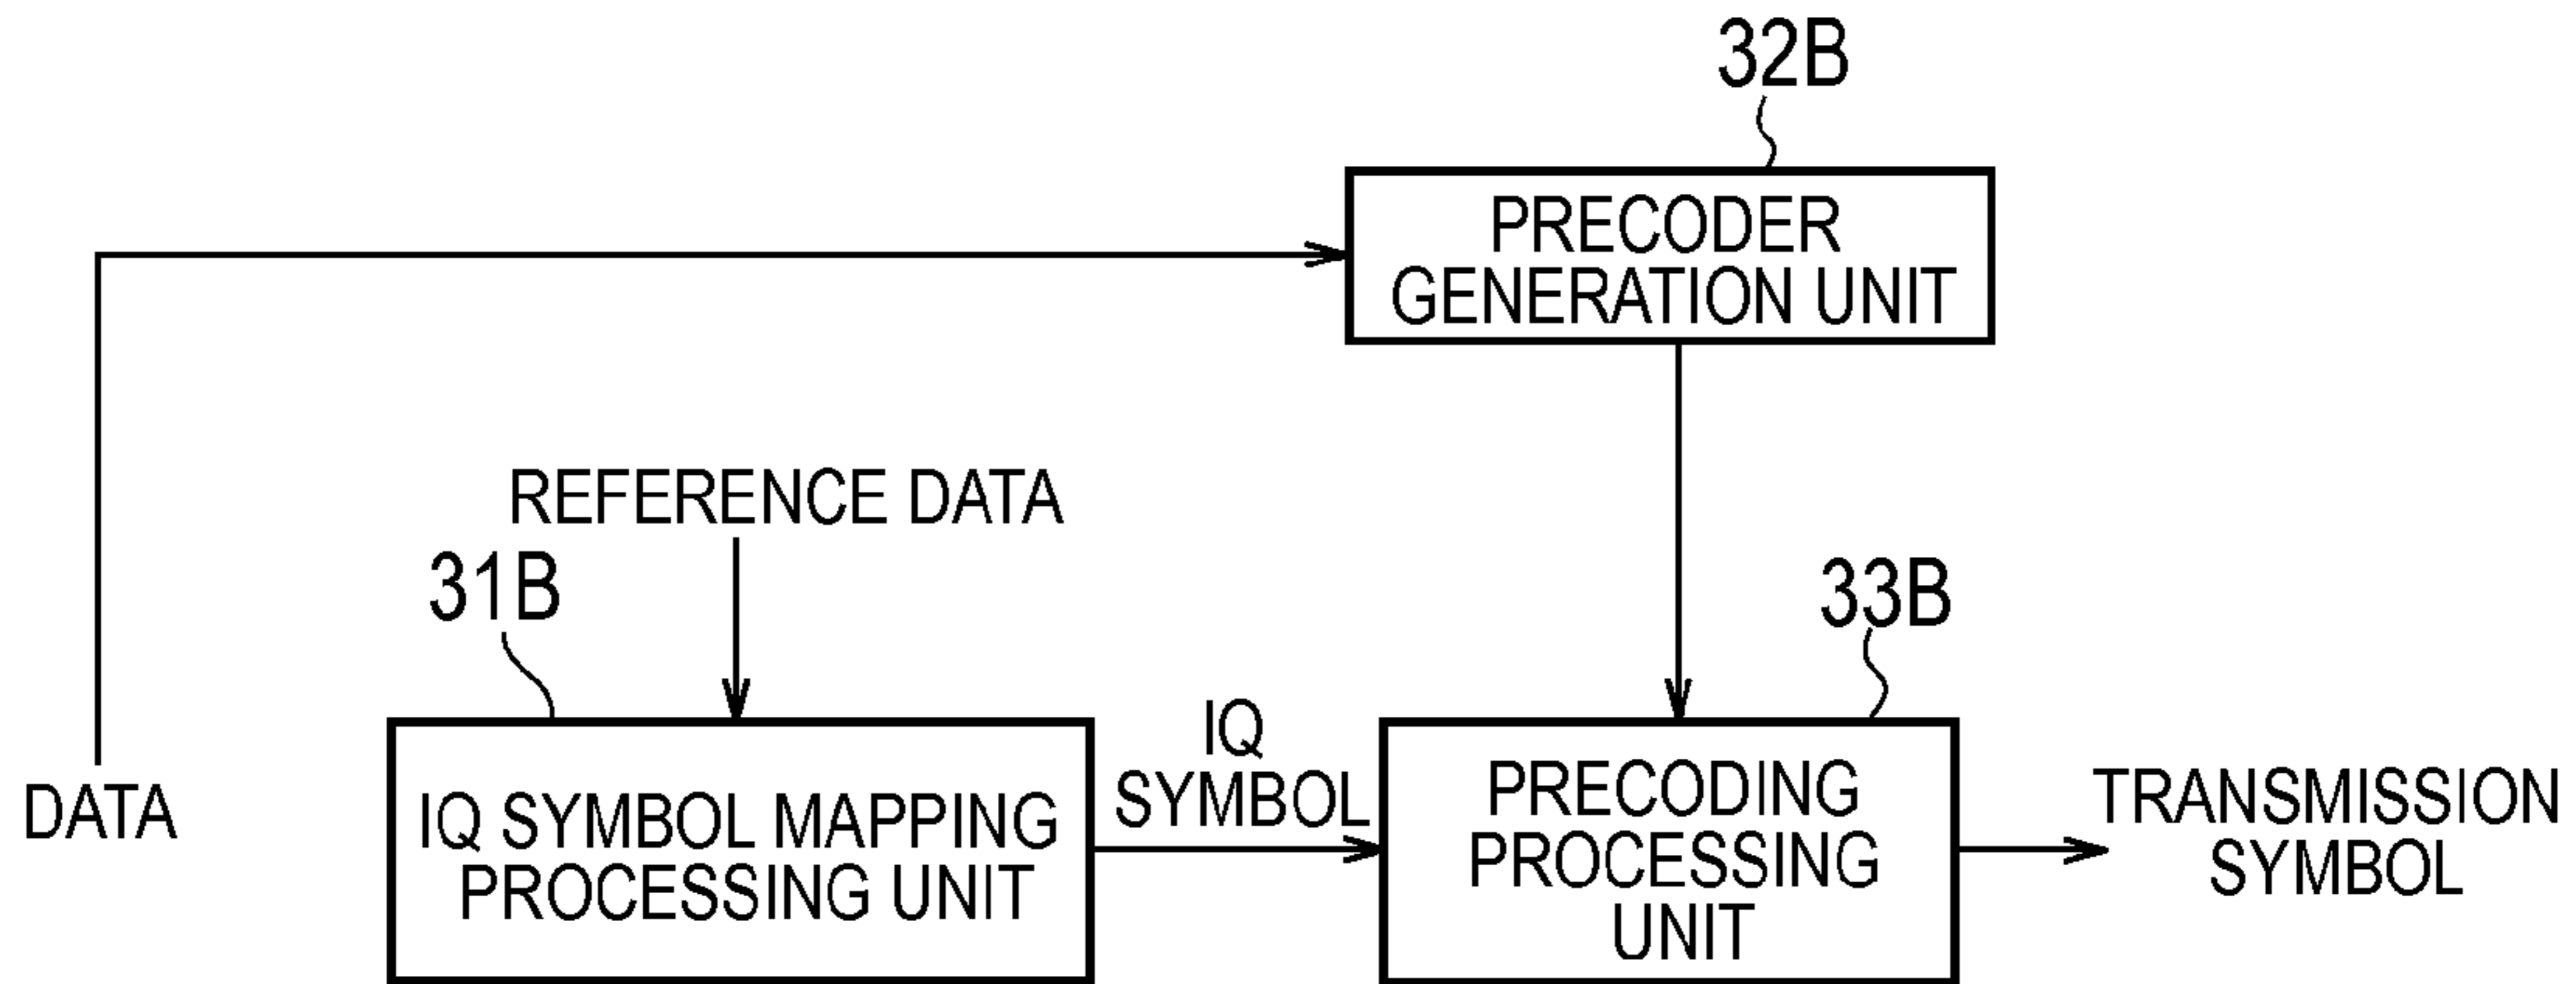 32B
PRECODER
GENERATION UNIT
REFERENCE DATA
31B
33B
DATA
IQ SYMBOL MAPPING
PROCESSING UNIT
IQ
SYMBOL
PRECODING
PROCESSING
UNIT
TRANSMISSION
SYMBOL